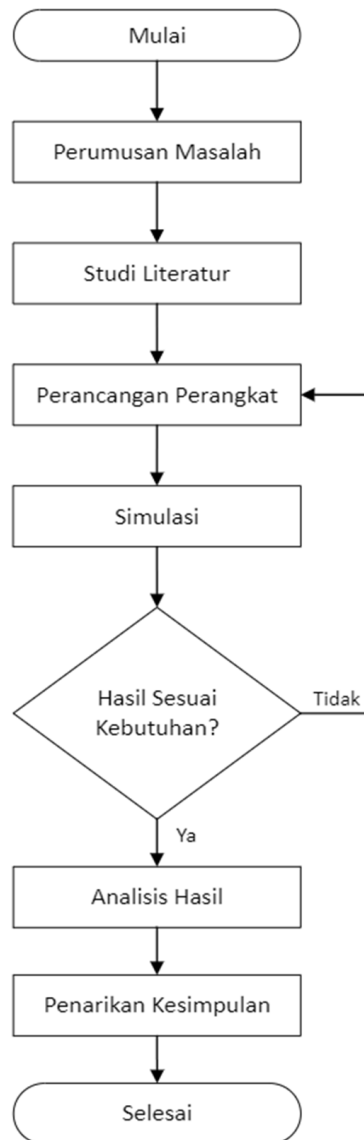 Mulai
Perumusan Masalah
Studi Literatur
Perancangan Perangkat
Simulasi
Hasil Sesuai
Kebutuhan?
Tidak
Ya
Analisis Hasil
Penarikan Kesimpulan
Selesai